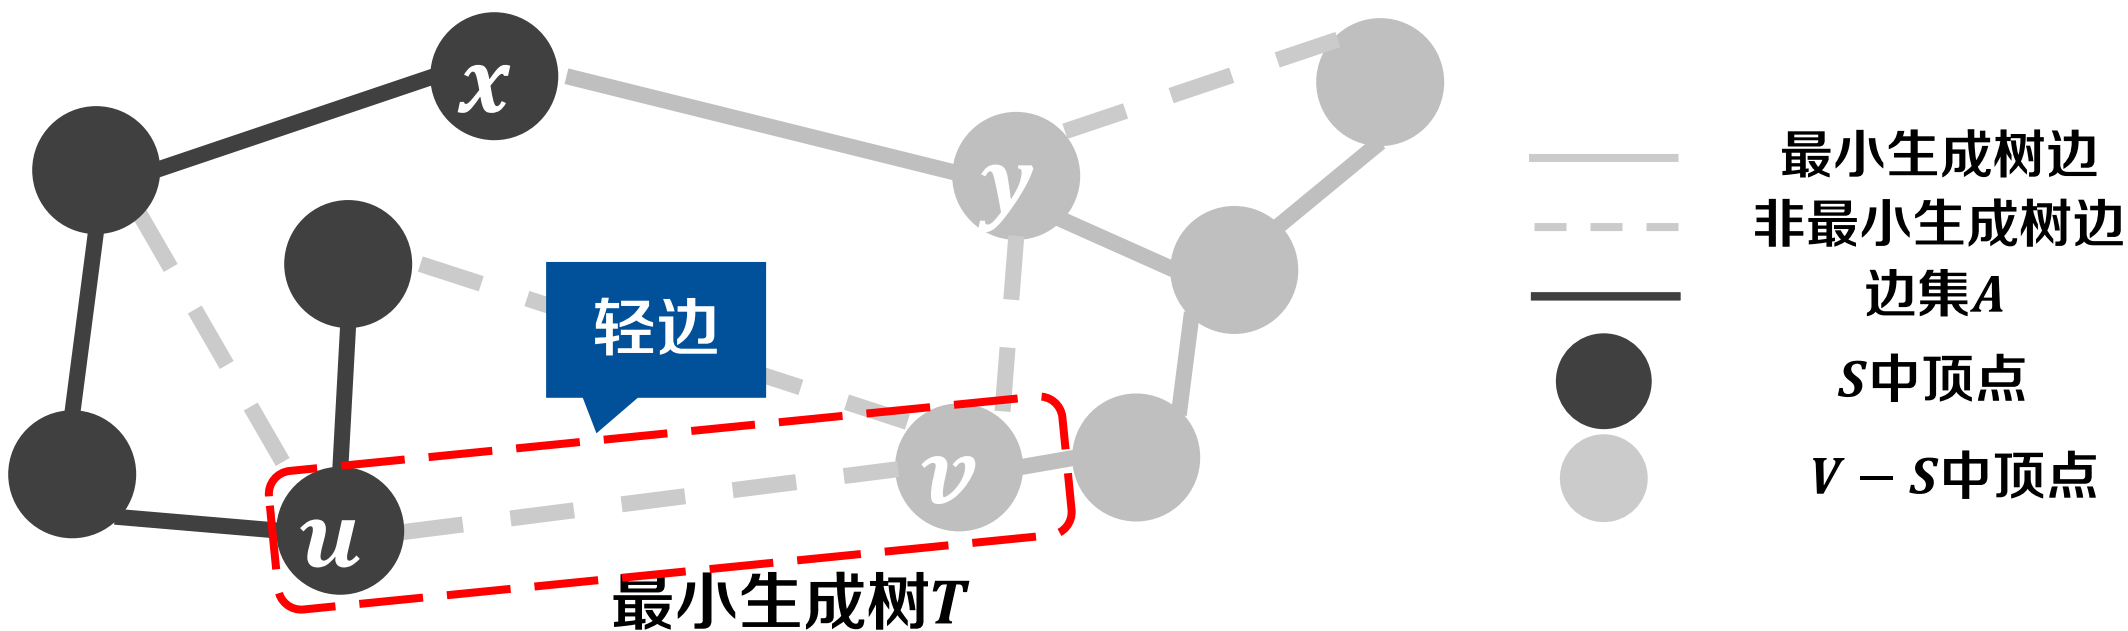 x
y
最小生成树边
非最小生成树边
边集A
轻边
S中顶点
v
V − S中顶点
u
最小生成树T